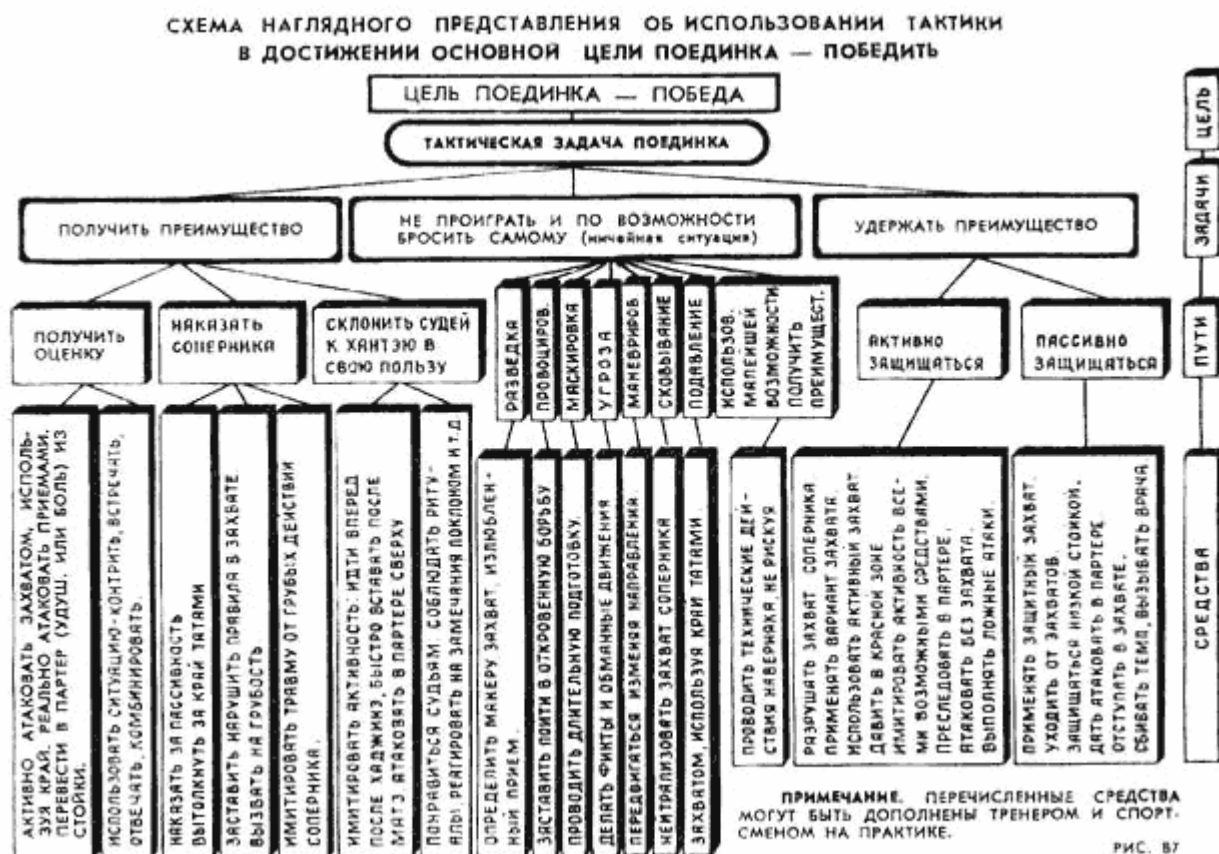 СХЕМА НАГЛЯДНОГО ПРЕДСТАВЛЕНИЯ ОБ ИСПОЛЬЗОВАНИИ ТАКТИКИ
В ДОСТИЖЕНИИ ОСНОВНОЙ ЦЕЛИ ПОЕДИНКА — ПОБЕДИТЬ
ЦЕЛЬ ПОЕДИНКА — ПОБЕДА
ТАКТИЧЕСКАЯ ЗАДАЧА ПОЕДИНКА
ПОЛУЧИТЬ ПРЕИМУЩЕСТВО
НЕ ПРОИГРАТЬ И ПО ВОЗМОЖНОСТИ
БРОСИТЬ САМОМУ (ничейная ситуация)
УДЕРЖАТЬ ПРЕИМУЩЕСТВО
ПОЛУЧИТЬ
ОЦЕНКУ
НАКАЗАТЬ
СОПЕРНИКА
СКЛОНИТЬ СУДЕЙ
К ХАНТЭЮ В
СВОЮ ПОЛЬЗУ
РАЗВЕДКА
ПРОВОЦИРОВ.
МАСКИРОВКА
УГРОЗА
МАНЕВРИРОВ
СКОВЫВАНИЕ
ПОДАВЛЕНИЕ
ИСПОЛЬЗОВ.
МАЛЕЙШЕЙ
ВОЗМОЖНОСТИ
ПОЛУЧИТЬ
ПРЕИМУЩЕСТ.
АКТИВНО
ЗАЩИЩАТЬСЯ
ПАССИВНО
ЗАЩИЩАТЬСЯ
АКТИВНО АТАКОВАТЬ ЗАХВАТОМ, ИСПОЛЬ-
ЗУЯ КРАЙ. РЕАЛЬНО АТАКОВАТЬ ПРИЕМАМИ.
ПЕРЕВЕСТИ В ПАРТЕР (УДУШ. ИЛИ БОЛЬ) ИЗ
СТОЙКИ.
ИСПОЛЬЗОВАТЬ СИТУАЦИЮ-КОНТРИТЬ, ВСТРЕЧАТЬ,
ОТВЕЧАТЬ, КОМБИНИРОВАТЬ.
НАКАЗАТЬ ЗА ПАССИВНОСТЬ
ВЫТОЛКНУТЬ ЗА КРАЙ ТАТАМИ
ЗАСТАВИТЬ НАРУШИТЬ ПРАВИЛА В ЗАХВАТЕ
ВЫЗВАТЬ НА ГРУБОСТЬ
ИМИТИРОВАТЬ ТРАВМУ ОТ ГРУБЫХ ДЕЙСТВИЙ
СОПЕРНИКА.
ИМИТИРОВАТЬ АКТИВНОСТЬ: ИДТИ ВПЕРЕД
ПОСЛЕ ХАДЖИМЭ, БЫСТРО ВСТАВАТЬ ПОСЛЕ
МАТЭ. АТАКОВАТЬ В ПАРТЕРЕ СВЕРХУ
ПОНРАВИТЬСЯ СУДЬЯМ: СОБЛЮДАТЬ РИТУ-
АЛЫ. РЕАГИРОВАТЬ НА ЗАМЕЧАНИЯ ПОКЛОНОМ И Т.Д.
ОПРЕДЕЛИТЬ МАНЕРУ ЗАХВАТ, ИЗЛЮБЛЕН-
НЫЙ ПРИЕМ.
ЗАСТАВИТЬ ПОЙТИ В ОТКРОВЕННУЮ БОРЬБУ
ПРОВОДИТЬ ДЛИТЕЛЬНУЮ ПОДГОТОВКУ.
ДЕЛАТЬ ФИНТЫ И ОБМАННЫЕ ДВИЖЕНИЯ
ПЕРЕДВИГАТЬСЯ ИЗМЕНЯЯ НАПРАВЛЕНИЯ.
НЕЙТРАЛИЗОВАТЬ ЗАХВАТ СОПЕРНИКА
ЗАХВАТОМ, ИСПОЛЬЗУЯ КРАЙ ТАТАМИ.
ПРОВОДИТЬ ТЕХНИЧЕСКИЕ ДЕЙ-
СТВИЯ НАВЕРНЯКА, НЕ РИСКУЯ
РАЗРУШАТЬ ЗАХВАТ СОПЕРНИКА
ПРИМЕНЯТЬ ВАРИАНТ ЗАХВАТА.
ИСПОЛЬЗОВАТЬ АКТИВНЫЙ ЗАХВАТ
ДАВИТЬ В КРАСНОЙ ЗОНЕ
ИМИТИРОВАТЬ АКТИВНОСТЬ ВСЕ-
МИ ВОЗМОЖНЫМИ СРЕДСТВАМИ.
ПРЕСЛЕДОВАТЬ В ПАРТЕРЕ,
АТАКОВАТЬ БЕЗ ЗАХВАТА.
ВЫПОЛНЯТЬ ЛОЖНЫЕ АТАКИ.
ПРИМЕНЯТЬ ЗАЩИТНЫЙ ЗАХВАТ.
УХОДИТЬ ОТ ЗАХВАТОВ.
ЗАЩИЩАТЬСЯ НИЗКОЙ СТОЙКОЙ.
ДАТЬ АТАКОВАТЬ В ПАРТЕРЕ.
ОТСТУПАТЬ В ЗАХВАТЕ.
СБИВАТЬ ТЕМП, ВЫЗЫВАТЬ ВРАЧА.
ЦЕЛЬ
ЗАДАЧИ
ПУТИ
СРЕДСТВА
ПРИМЕЧАНИЕ. ПЕРЕЧИСЛЕННЫЕ СРЕДСТВА
МОГУТ БЫТЬ ДОПОЛНЕНЫ ТРЕНЕРОМ И СПОРТ-
СМЕНОМ НА ПРАКТИКЕ.
РИС. 87